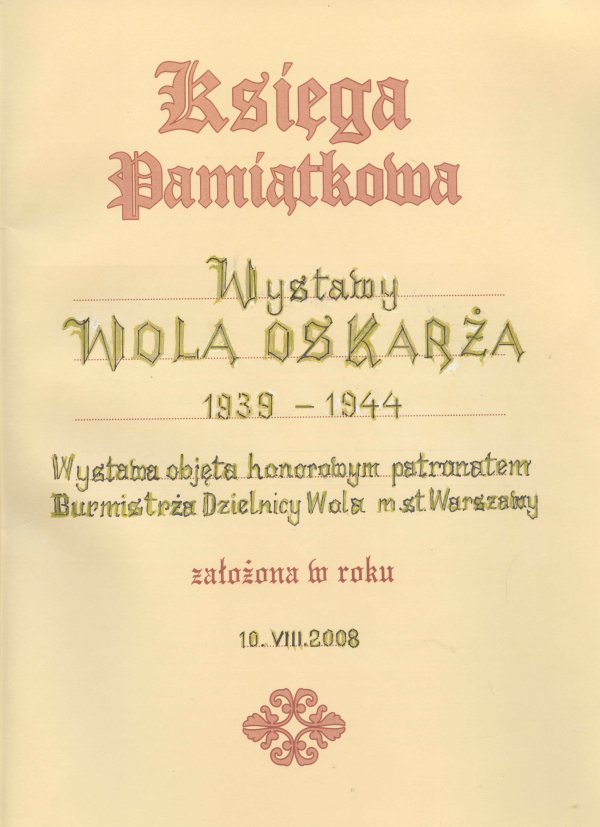 Księga
Pamiątkowa
Wystawy
WOLA OSKARŻA
1939 – 1944
Wystawa objęta honorowym patronatem
Burmistrża Dzielnicy Wola m.st. Warszawy
założona w roku
10. VIII. 2008